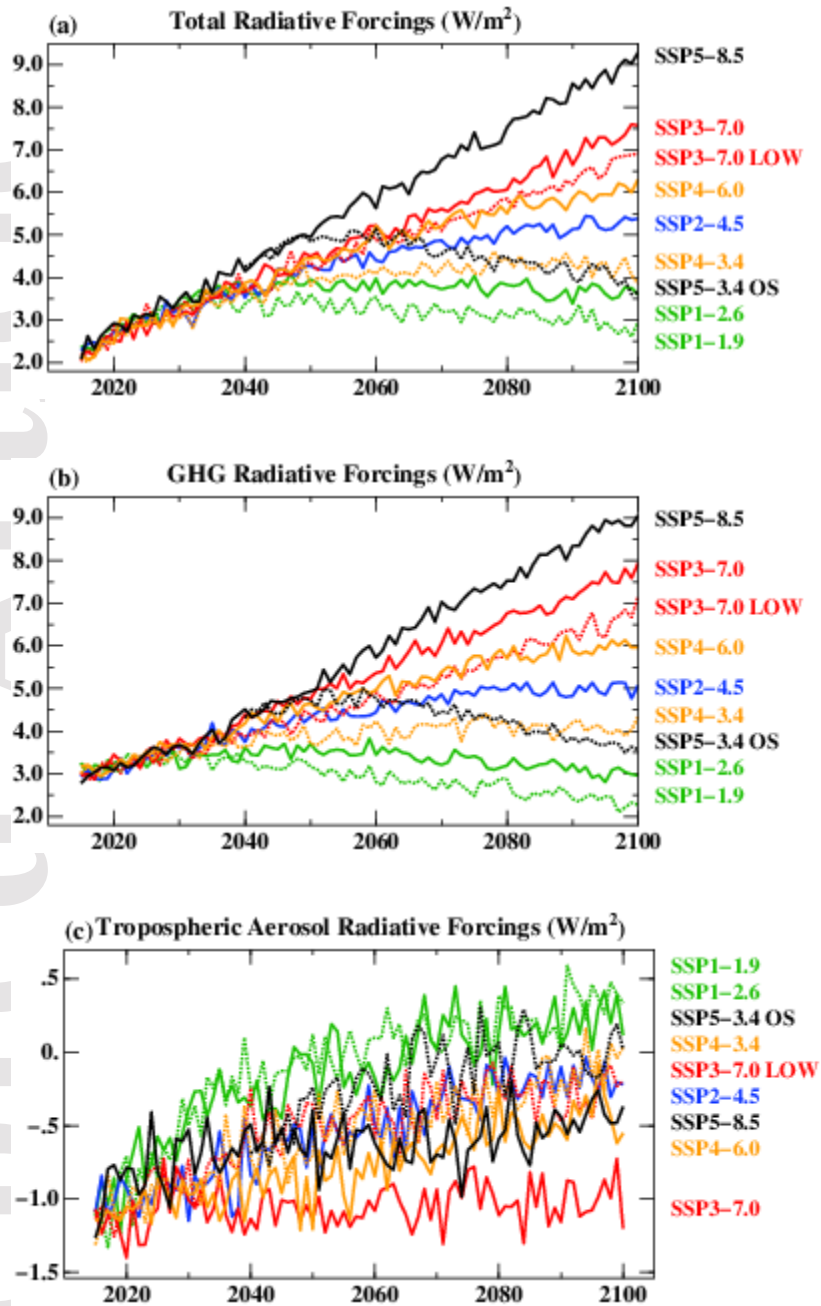 (a) Total Radiative Forcings (W/m²)
9.0
8.0
7.0
6.0
5.0
4.0
3.0
2.0
2020 2040 2060 2080 2100
SSP5−8.5
SSP3−7.0
SSP3−7.0 LOW
SSP4−6.0
SSP2−4.5
SSP4−3.4
SSP5−3.4 OS
SSP1−2.6
SSP1−1.9
(b) GHG Radiative Forcings (W/m²)
9.0
8.0
7.0
6.0
5.0
4.0
3.0
2.0
2020 2040 2060 2080 2100
SSP5−8.5
SSP3−7.0
SSP3−7.0 LOW
SSP4−6.0
SSP2−4.5
SSP4−3.4
SSP5−3.4 OS
SSP1−2.6
SSP1−1.9
(c) Tropospheric Aerosol Radiative Forcings (W/m²)
.5
0.
−.5
−1.0
−1.5
2020 2040 2060 2080 2100
SSP1−1.9
SSP1−2.6
SSP5−3.4 OS
SSP4−3.4
SSP3−7.0 LOW
SSP2−4.5
SSP5−8.5
SSP4−6.0
SSP3−7.0